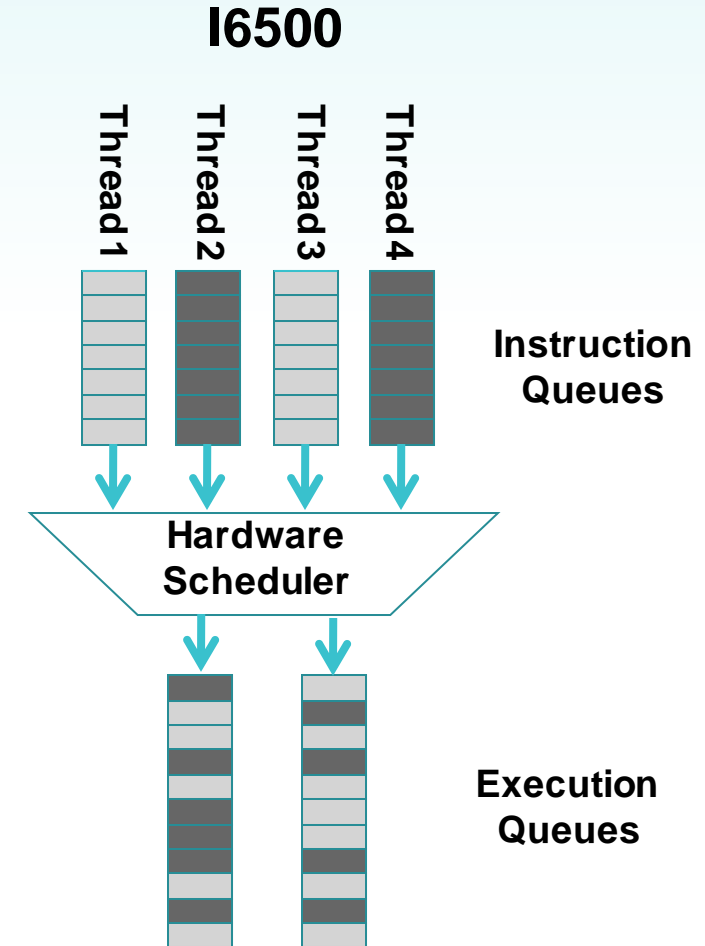 I6500
Thread 1
Thread 2
Thread 3
Thread 4
Instruction
Queues
Hardware
Scheduler
Execution
Queues